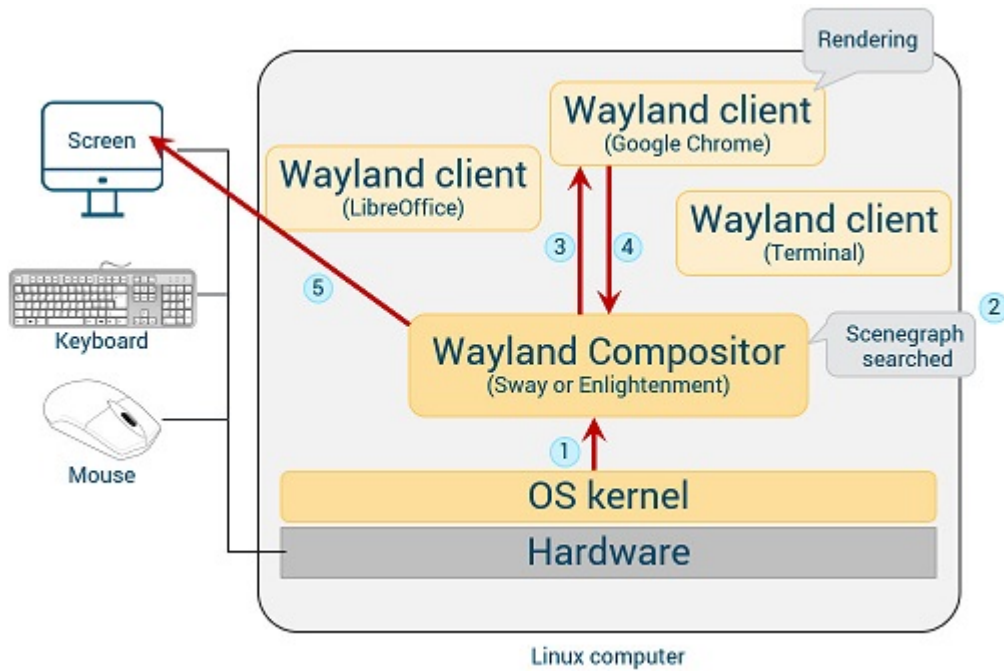 Rendering
Wayland client
(Google Chrome)
Screen
Wayland client
(LibreOffice)
Wayland client
(Terminal)
3
4
5
2
Keyboard
Scenegraph
searched
Wayland Compositor
(Sway or Enlightenment)
1
Mouse
OS kernel
Hardware
Linux computer